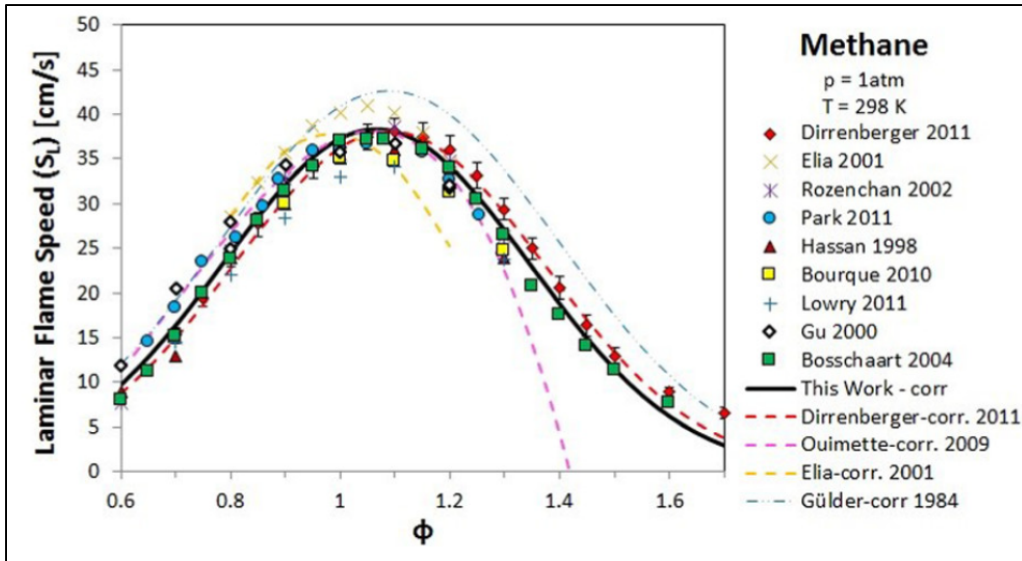 Laminar Flame Speed (SL) [cm/s]
50
45
40
35
30
25
20
15
10
5
0
0.6 0.8 1 1.2 1.4 1.6
ϕ
Methane
p = 1atm
T = 298 K
Dirrenberger 2011
Elia 2001
Rozenchan 2002
Park 2011
Hassan 1998
Bourque 2010
Lowry 2011
Gu 2000
Bosschaart 2004
This Work - corr
Dirrenberger-corr. 2011
Ouimette-corr. 2009
Elia-corr. 2001
Gülder-corr 1984